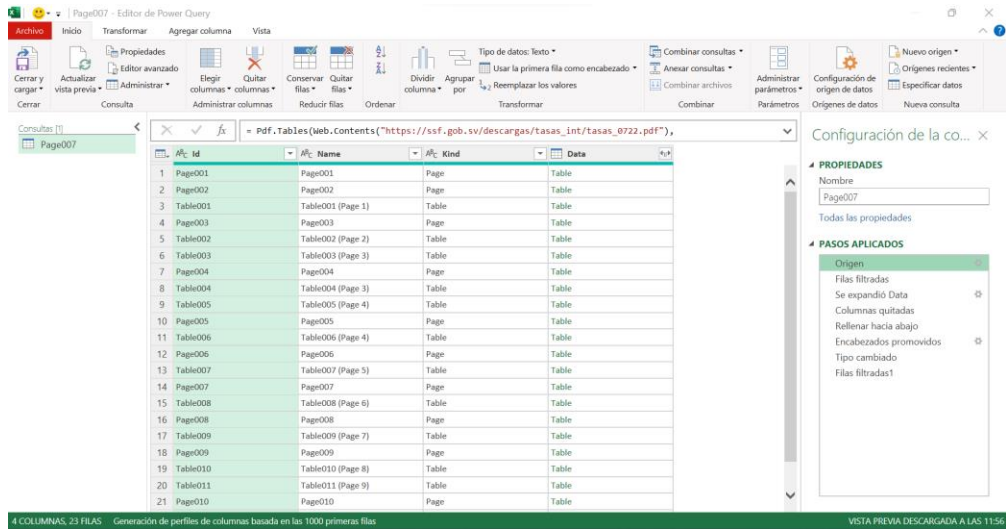 Page007 - Editor de Power Query
Archivo Inicio Transformar Agregar columna Vista
Cerrar y cargar
Cerrar
Actualizar vista previa
Propiedades
Editor avanzado
Administrar
Consulta
Elegir columnas
Quitar columnas
Administrar columnas
Conservar filas
Quitar filas
Reducir filas
Ordenar
Dividir columna
Agrupar por
Tipo de datos: Texto
Usar la primera fila como encabezado
Reemplazar los valores
Transformar
Combinar consultas
Anexar consultas
Combinar archivos
Combinar
Administrar parámetros
Parámetros
Configuración de origen de datos
Orígenes de datos
Nuevo origen
Orígenes recientes
Especificar datos
Nueva consulta
Consultas [1]
Page007
fx = Pdf.Tables(Web.Contents("https://ssf.gob.sv/descargas/tasas_int/tasas_0722.pdf"),
Id Name Kind Data
1 Page001 Page001 Page Table
2 Page002 Page002 Page Table
3 Table001 Table001 (Page 1) Table Table
4 Page003 Page003 Page Table
5 Table002 Table002 (Page 2) Table Table
6 Table003 Table003 (Page 3) Table Table
7 Page004 Page004 Page Table
8 Table004 Table004 (Page 3) Table Table
9 Table005 Table005 (Page 4) Table Table
10 Page005 Page005 Page Table
11 Table006 Table006 (Page 4) Table Table
12 Page006 Page006 Page Table
13 Table007 Table007 (Page 5) Table Table
14 Page007 Page007 Page Table
15 Table008 Table008 (Page 6) Table Table
16 Page008 Page008 Page Table
17 Table009 Table009 (Page 7) Table Table
18 Page009 Page009 Page Table
19 Table010 Table010 (Page 8) Table Table
20 Table011 Table011 (Page 9) Table Table
21 Page010 Page010 Page Table
Configuración de la co...
PROPIEDADES
Nombre
Page007
Todas las propiedades
PASOS APLICADOS
Origen
Filas filtradas
Se expandió Data
Columnas quitadas
Rellenar hacia abajo
Encabezados promovidos
Tipo cambiado
Filas filtradas1
4 COLUMNAS, 23 FILAS Generación de perfiles de columnas basada en las 1000 primeras filas
VISTA PREVIA DESCARGADA A LAS 11:56